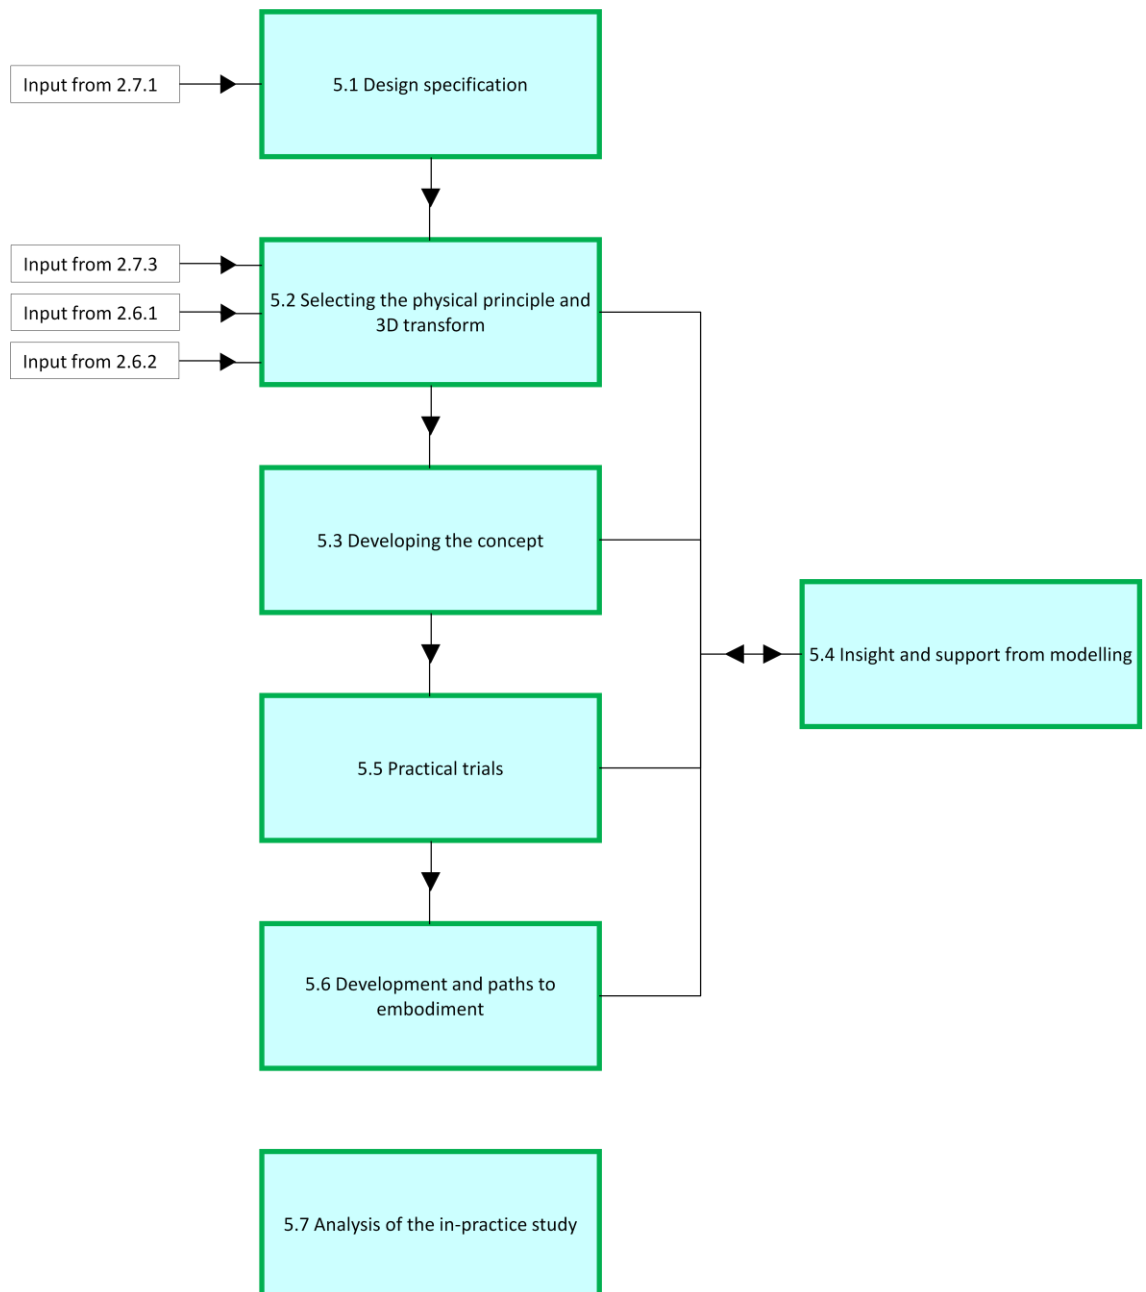 Input from 2.7.1
5.1 Design specification
Input from 2.7.3
Input from 2.6.1
Input from 2.6.2
5.2 Selecting the physical principle and
3D transform
5.3 Developing the concept
5.4 Insight and support from modelling
5.5 Practical trials
5.6 Development and paths to
embodiment
5.7 Analysis of the in-practice study